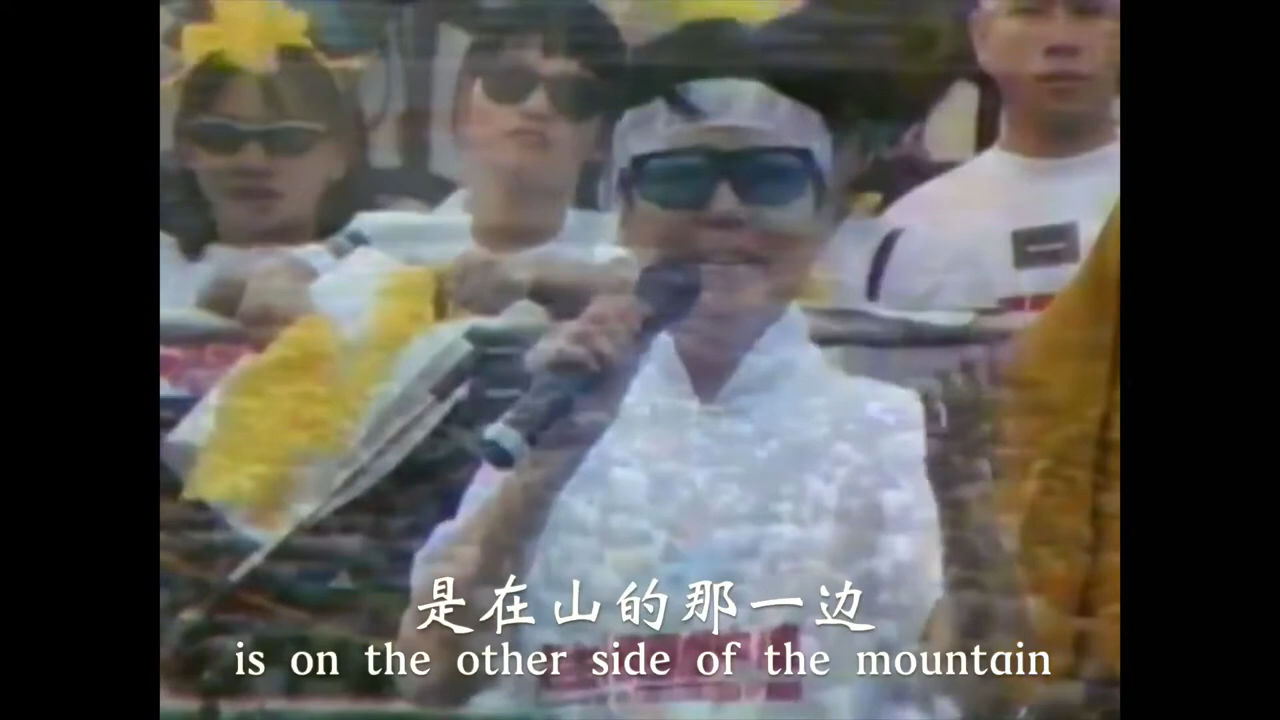 是在山的那一边
is on the other side of the mountain